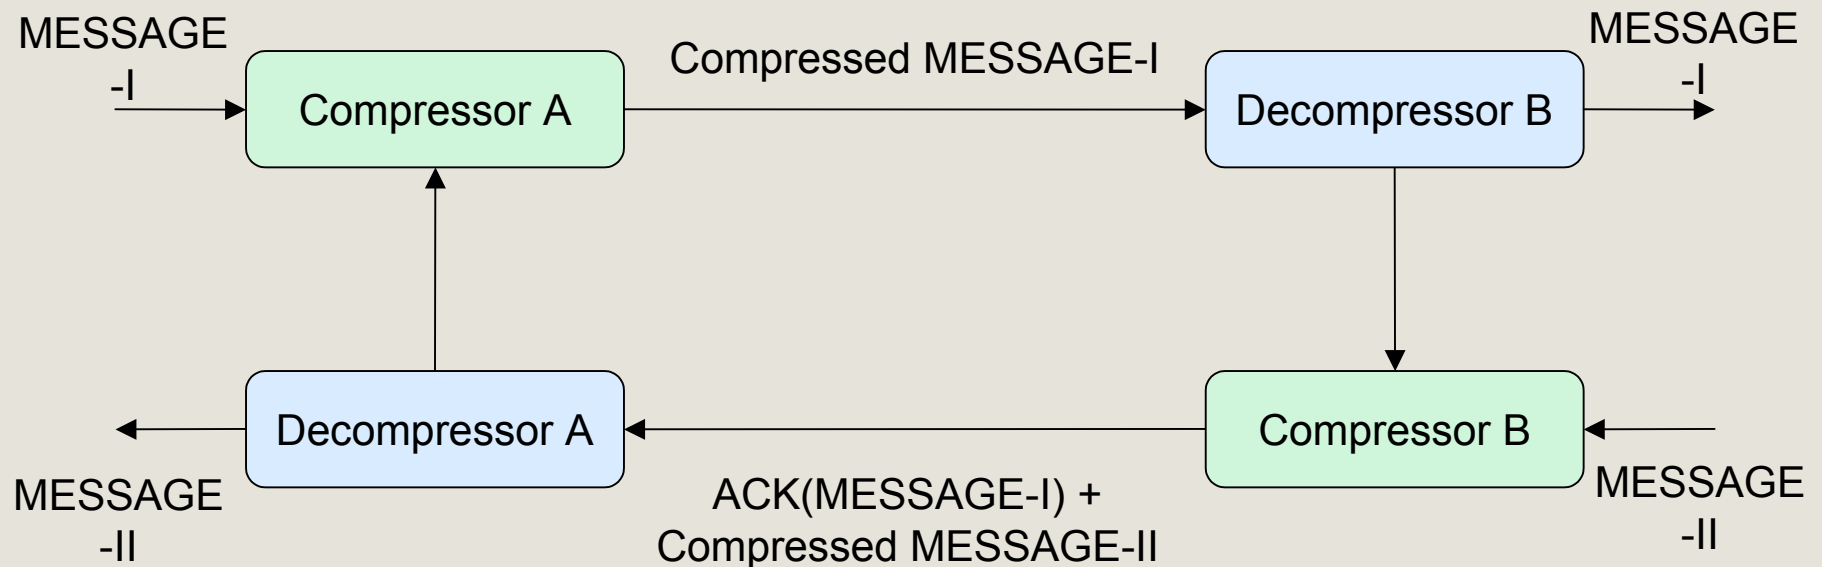 MESSAGE
-I
Compressor A
Compressed MESSAGE-I
Decompressor B
MESSAGE
-I
MESSAGE
-II
Decompressor A
ACK(MESSAGE-I) +
Compressed MESSAGE-II
Compressor B
MESSAGE
-II